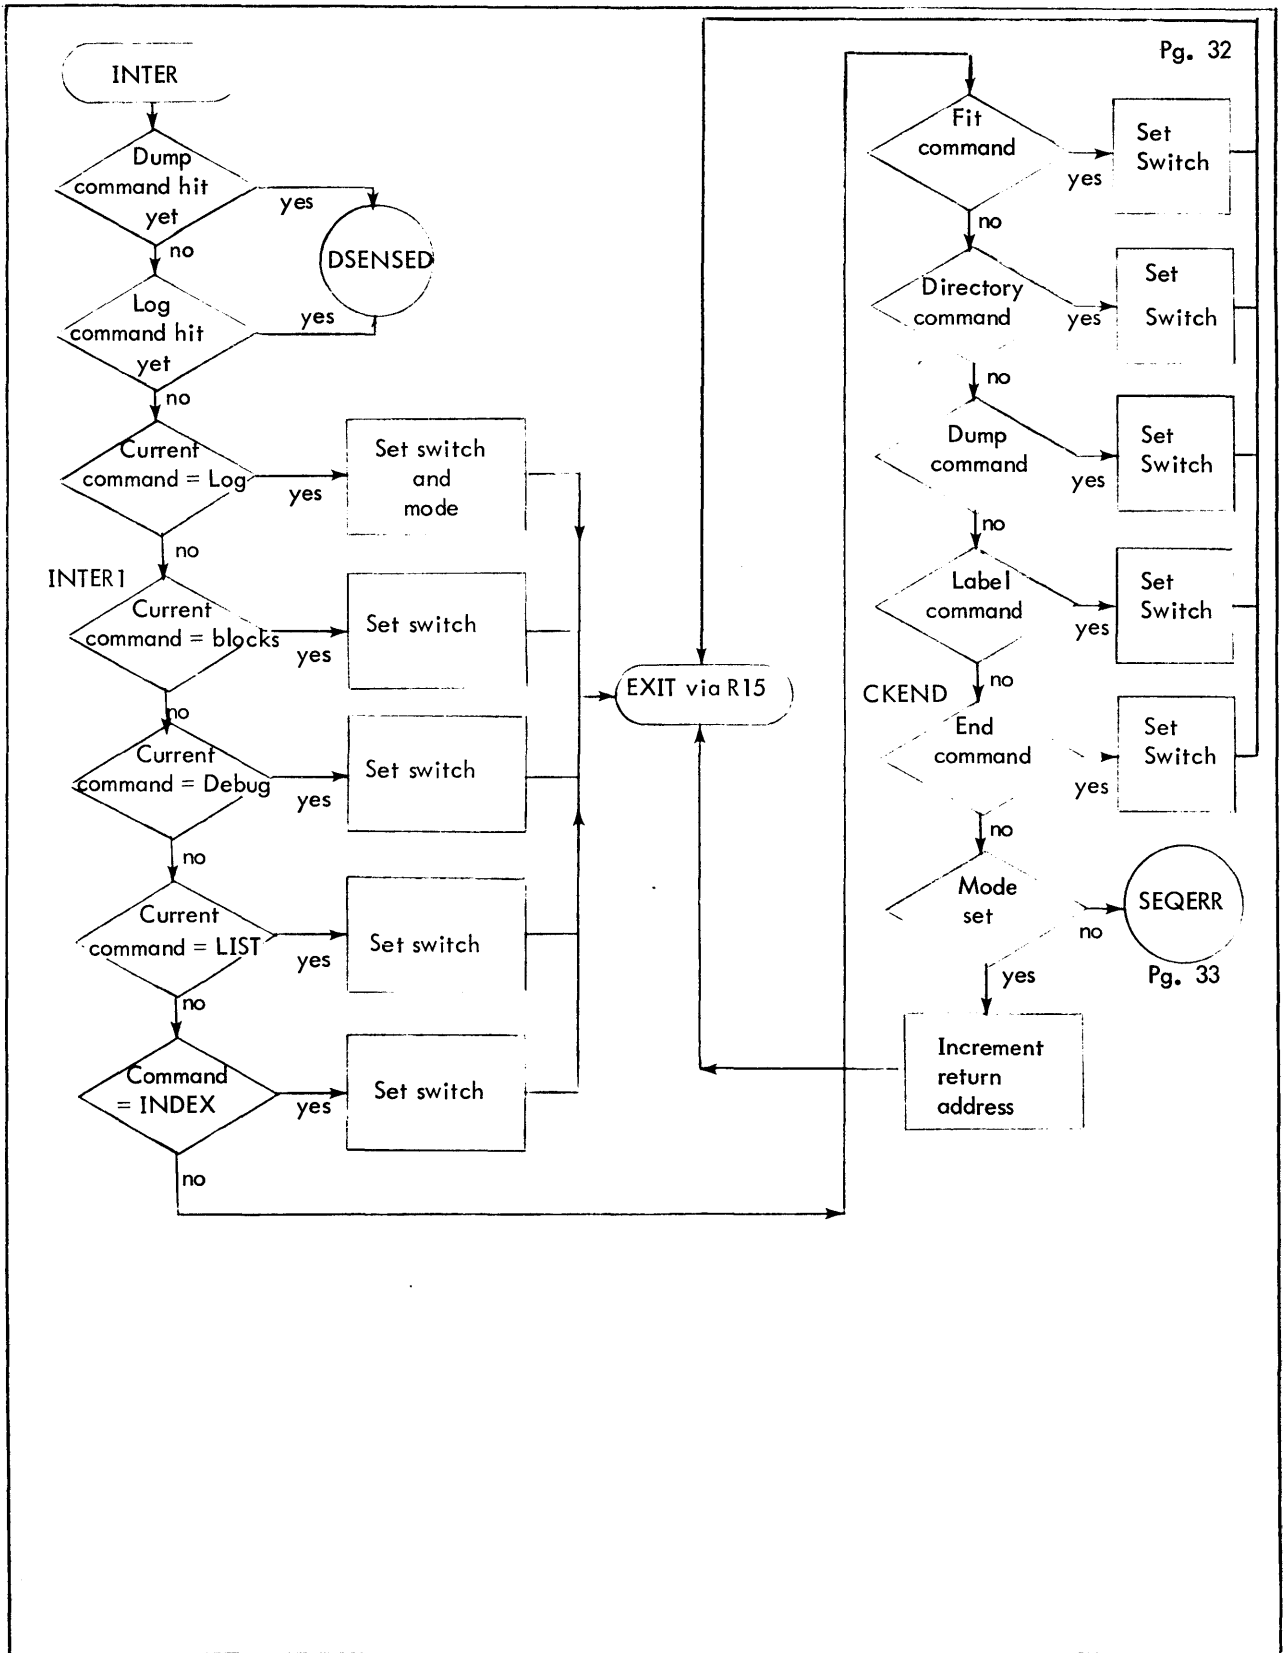 Pg. 32
INTER
Dump
command hit
yet
yes
no
DSENSED
Log
command hit
yet
yes
no
Current
command = Log
yes
Set switch
and
mode
no
INTER1
Current
command = blocks
yes
Set switch
no
Current
command = Debug
yes
Set switch
no
Current
command = LIST
yes
Set switch
no
Command
= INDEX
yes
Set switch
no
EXIT via R15
Fit
command
yes
Set
Switch
no
Directory
command
yes
Set
Switch
no
Dump
command
yes
Set
Switch
no
Label
command
yes
Set
Switch
no
CKEND
End
command
yes
Set
Switch
no
Mode
set
no
SEQERR
Pg. 33
yes
Increment
return
address